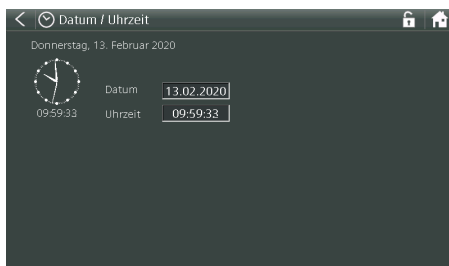 Datum / Uhrzeit
Donnerstag, 13. Februar 2020
Datum 13.02.2020
09:59:33 Uhrzeit 09:59:33